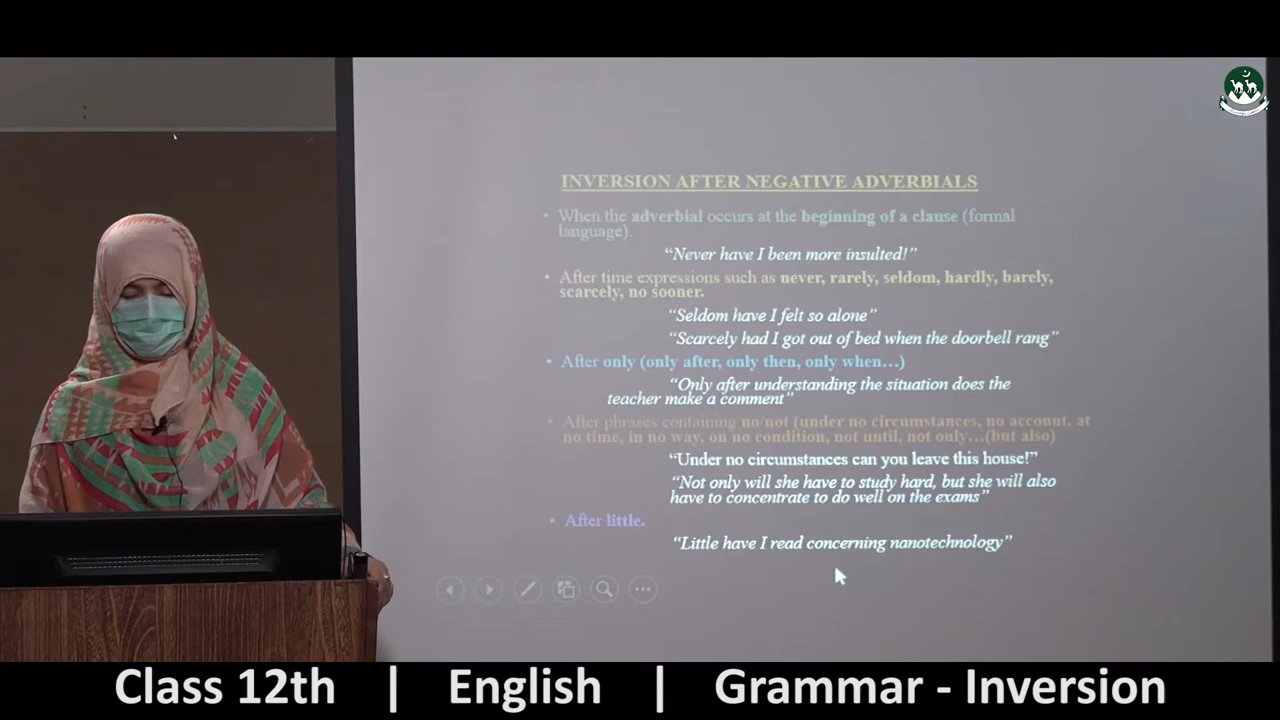 INVERSION AFTER NEGATIVE ADVERBIALS
• When the adverbial occurs at the beginning of a clause (formal
language).
“Never have I been more insulted!”
• After time expressions such as never, rarely, seldom, hardly, barely,
scarcely, no sooner.
“Seldom have I felt so alone”
“Scarcely had I got out of bed when the doorbell rang”
• After only (only after, only then, only when…)
“Only after understanding the situation does the
teacher make a comment”
• After phrases containing no/not (under no circumstances, no account, at
no time, in no way, on no condition, not until, not only…(but also)
“Under no circumstances can you leave this house!”
“Not only will she have to study hard, but she will also
have to concentrate to do well on the exams”
• After little.
“Little have I read concerning nanotechnology”
Class 12th | English | Grammar - Inversion